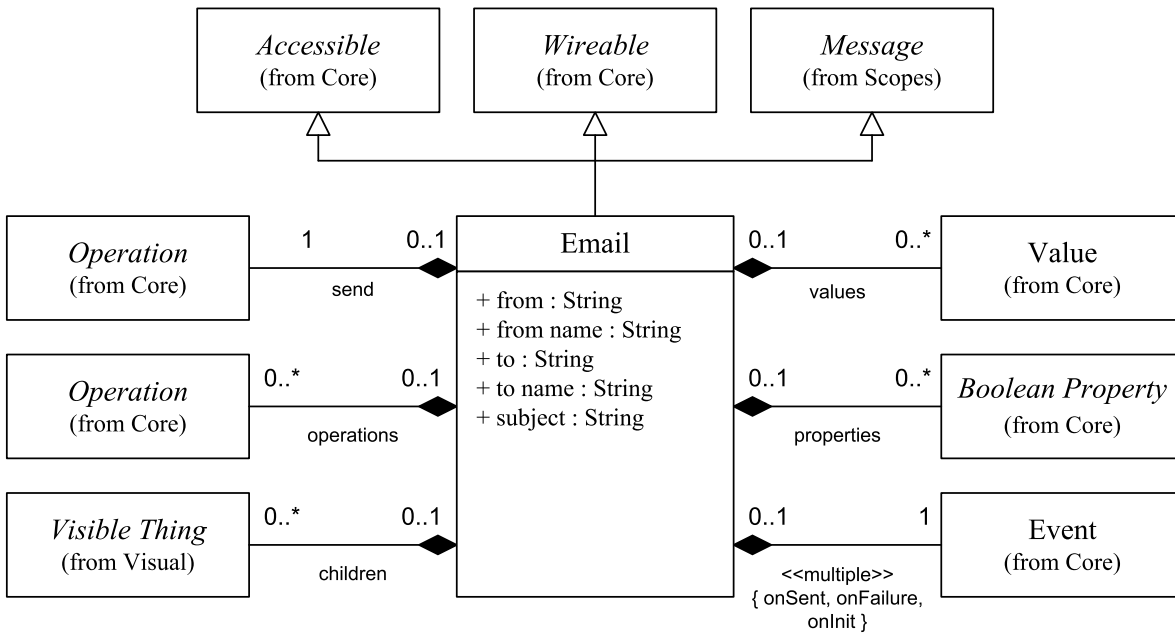 Accessible
(from Core)
Wireable
(from Core)
Message
(from Scopes)
Operation
(from Core)
1
0..1
send
Email
+ from : String
+ from name : String
+ to : String
+ to name : String
+ subject : String
0..1
0..*
values
Value
(from Core)
Operation
(from Core)
0..*
0..1
operations
0..1
0..*
properties
Boolean Property
(from Core)
Visible Thing
(from Visual)
0..*
0..1
children
0..1
1
<<multiple>>
{ onSent, onFailure,
onInit }
Event
(from Core)